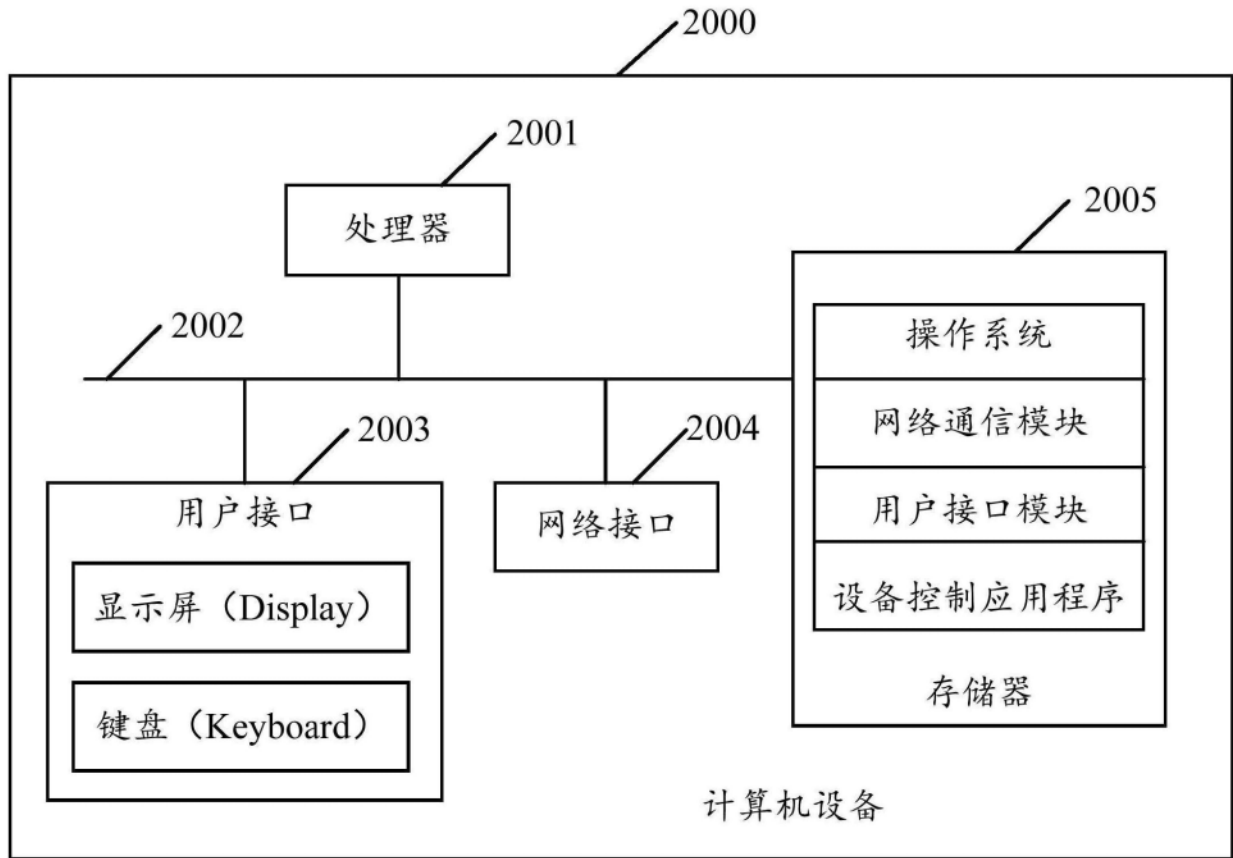 2000
2001
处理器
2005
2002
操作系统
网络通信模块
2003
2004
用户接口
网络接口
用户接口模块
显示屏（Display）
设备控制应用程序
键盘（Keyboard）
存储器
计算机设备